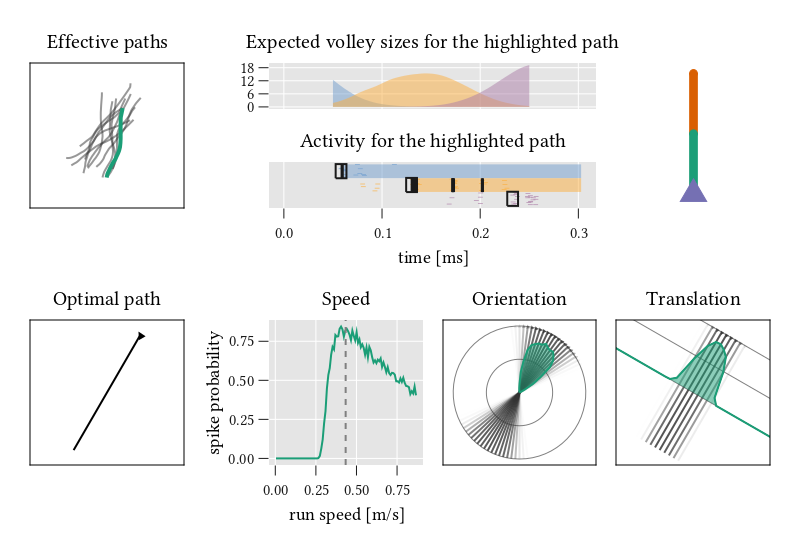 Effective paths
Expected volley sizes for the highlighted path
18
12
6
0
Activity for the highlighted path
0.0 0.1 0.2 0.3
time [ms]
Optimal path
Speed
Orientation
Translation
spike probability
0.75
0.50
0.25
0.00
0.00 0.25 0.50 0.75
run speed [m/s]